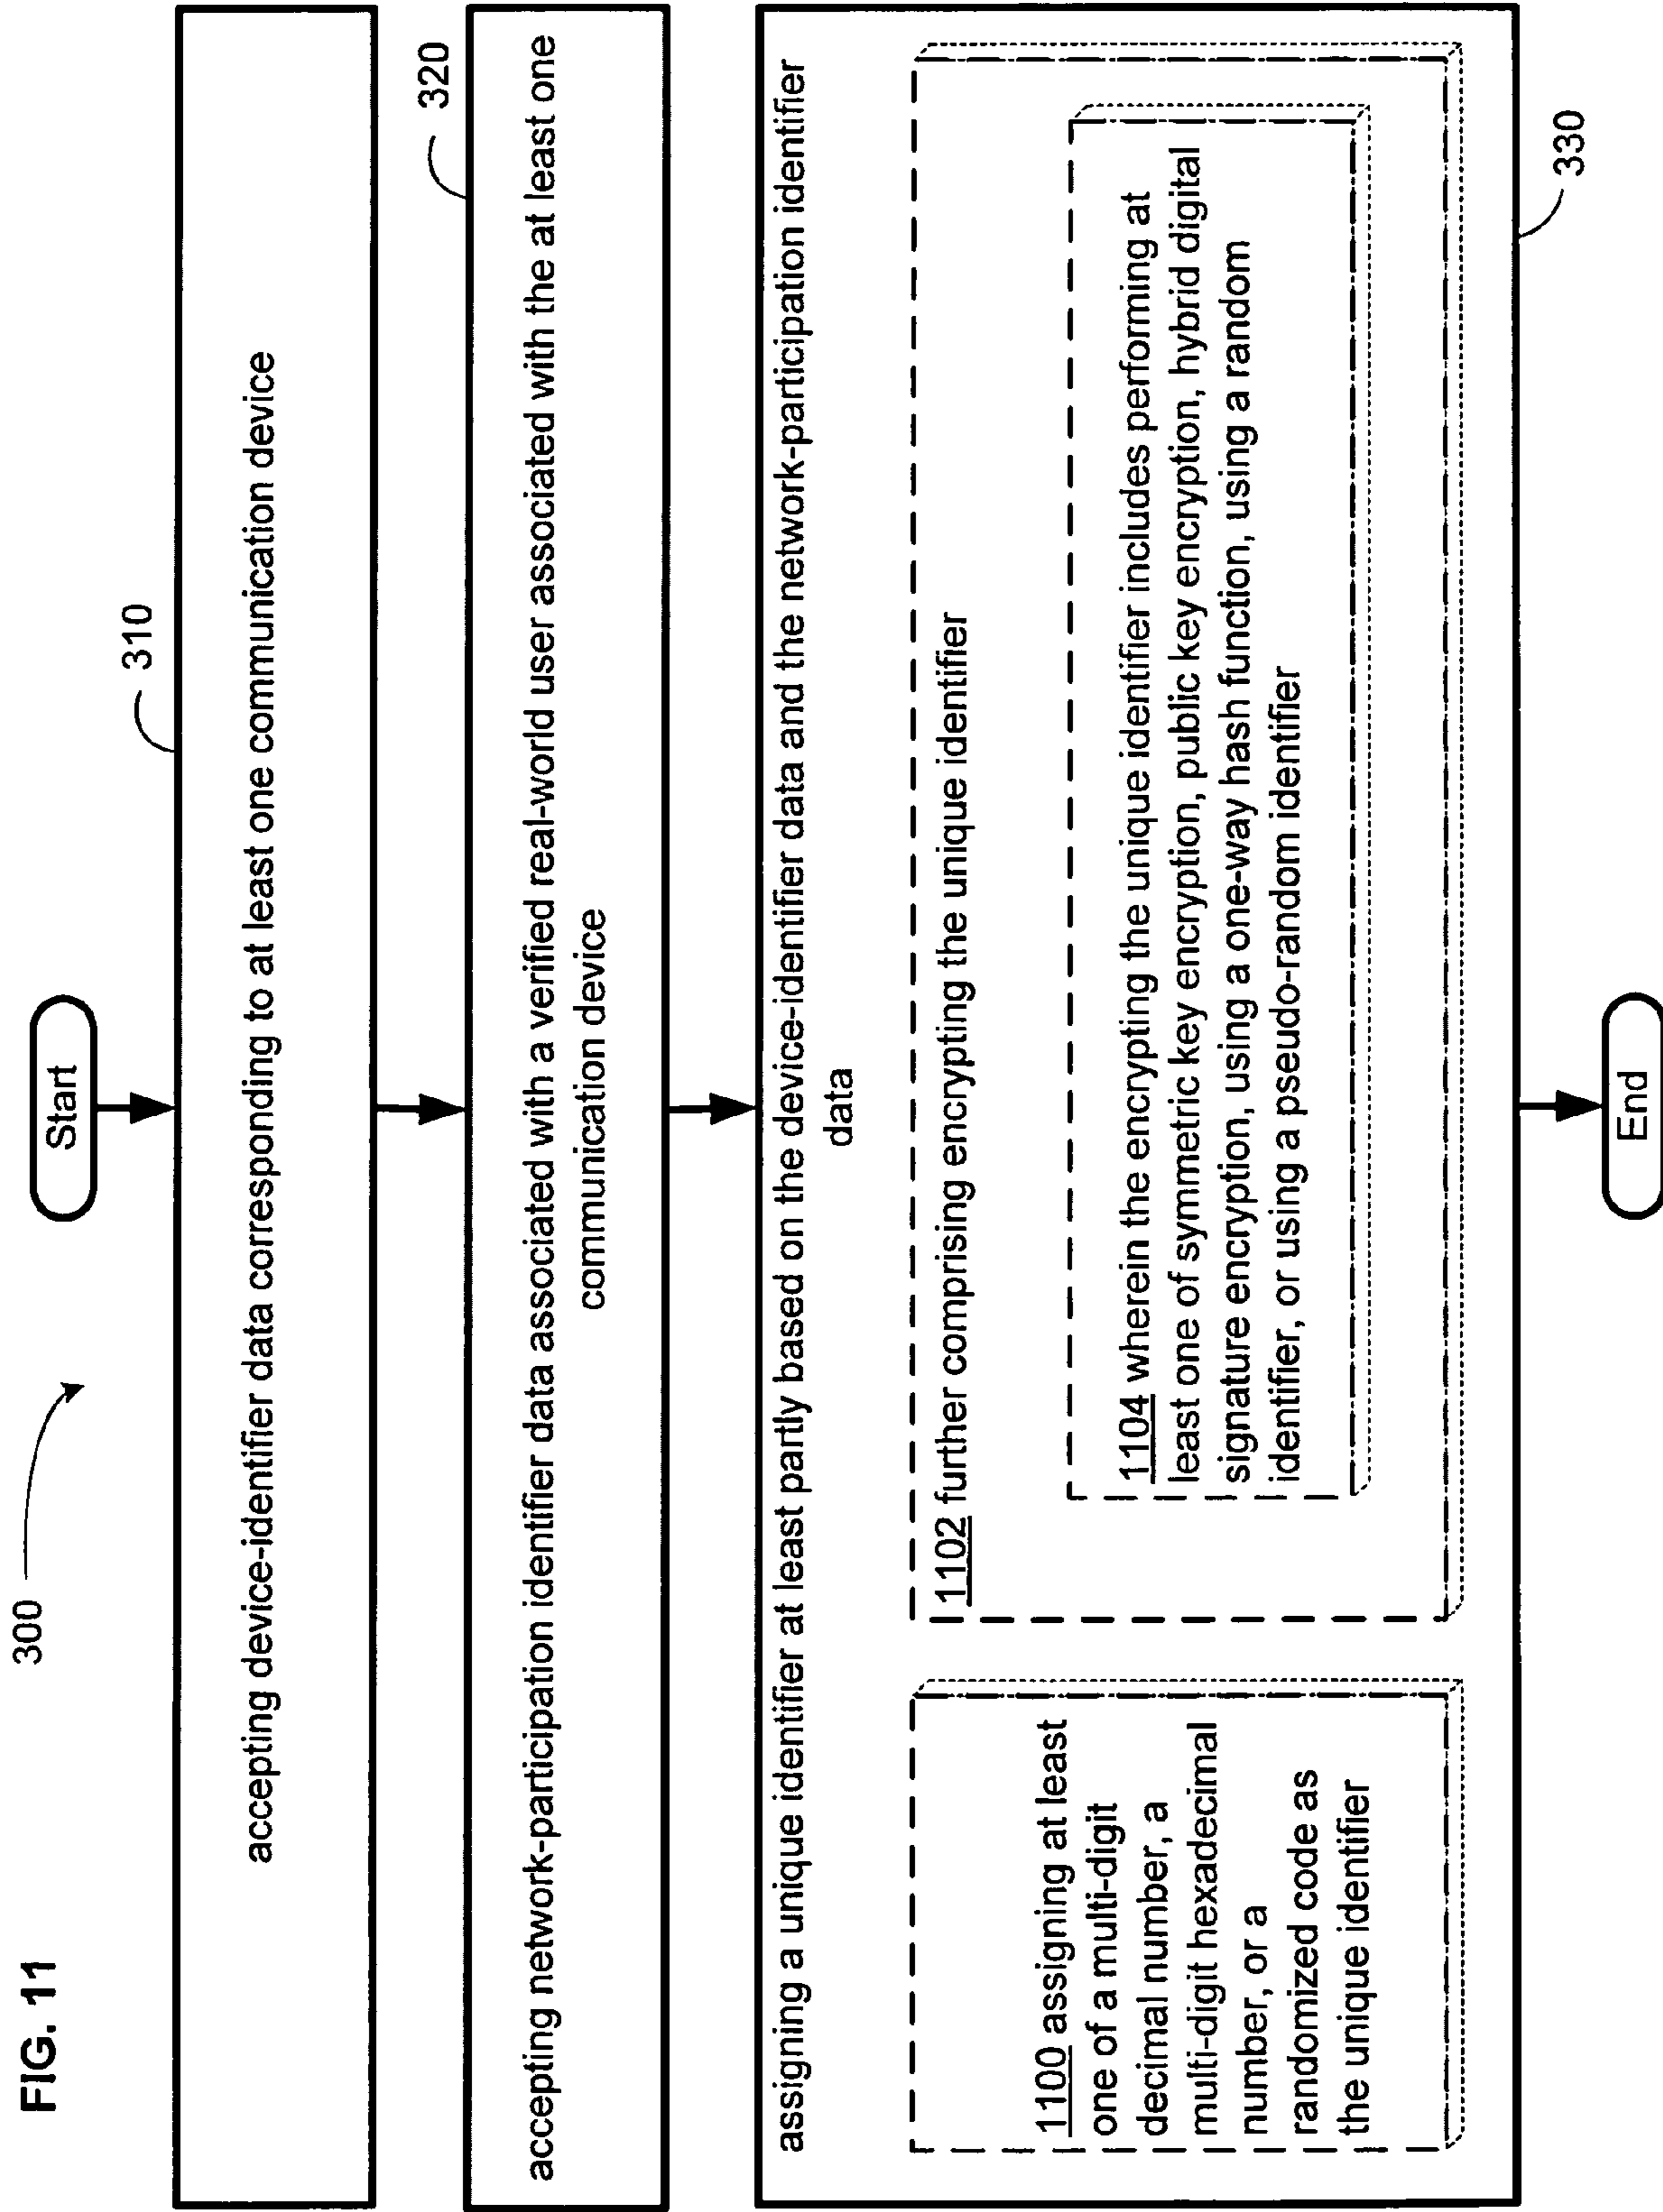 FIG. 11
300
Start
310
accepting device-identifier data corresponding to at least one communication device
320
accepting network-participation identifier data associated with a verified real-world user associated with the at least one
communication device
assigning a unique identifier at least partly based on the device-identifier data and the network-participation identifier
data
1100 assigning at least
one of a multi-digit
decimal number, a
multi-digit hexadecimal
number, or a
randomized code as
the unique identifier
1102 further comprising encrypting the unique identifier
1104 wherein the encrypting the unique identifier includes performing at
least one of symmetric key encryption, public key encryption, hybrid digital
signature encryption, using a one-way hash function, using a random
identifier, or using a pseudo-random identifier
330
End